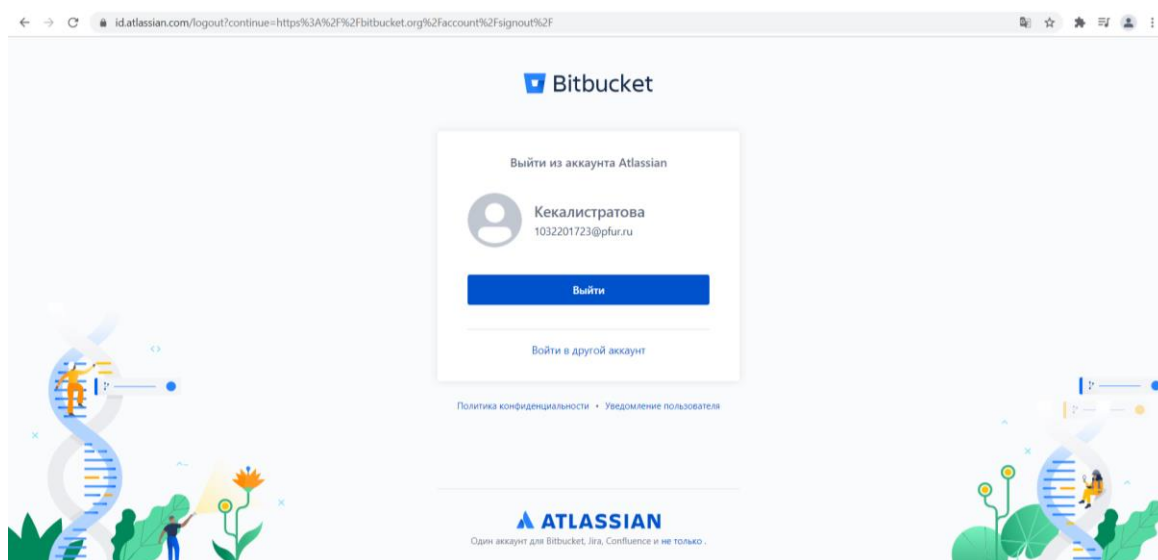 id.atlassian.com/logout?continue=https%3A%2F%2Fbitbucket.org%2Faccount%2Fsignout%2F
Bitbucket
Выйти из аккаунта Atlassian
Кекалистратова
1032201723@pfur.ru
Выйти
Войти в другой аккаунт
Политика конфиденциальности • Уведомление пользователя
ATLASSIAN
Один аккаунт для Bitbucket, Jira, Confluence и не только .